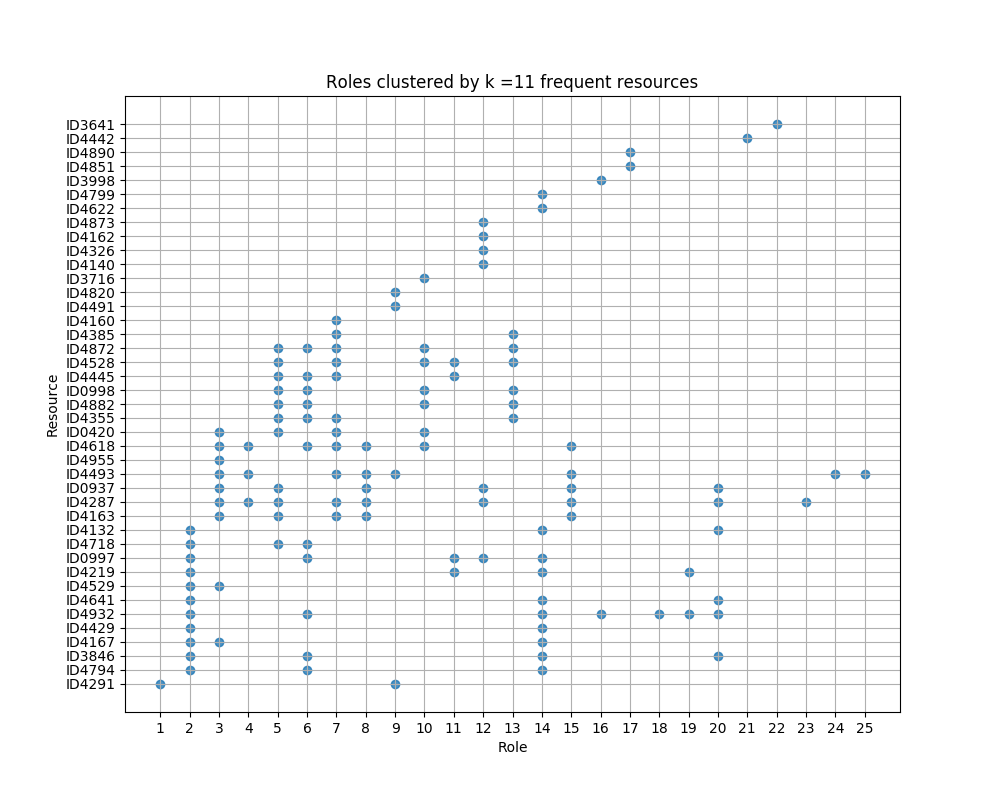 Roles clustered by k =11 frequent resources
ID3641
ID4442
ID4890
ID4851
ID3998
ID4799
ID4622
ID4873
ID4162
ID4326
ID4140
ID3716
ID4820
ID4491
ID4160
ID4385
ID4872
ID4528
ID4445
ID0998
ID4882
ID4355
ID0420
ID4618
ID4955
ID4493
ID0937
ID4287
ID4163
ID4132
ID4718
ID0997
ID4219
ID4529
ID4641
ID4932
ID4429
ID4167
ID3846
ID4794
ID4291
Resource
1 2 3 4 5 6 7 8 9 10 11 12 13 14 15 16 17 18 19 20 21 22 23 24 25
Role